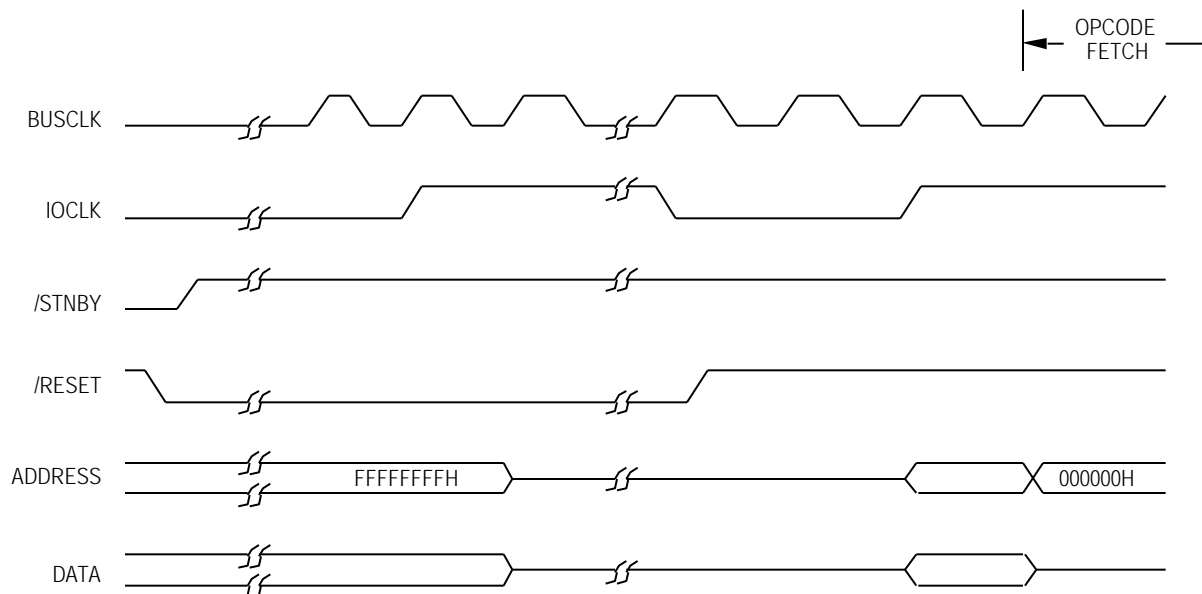 OPCODE
FETCH
BUSCLK
IOCLK
/STNBY
/RESET
ADDRESS
FFFFFFFFH
000000H
DATA